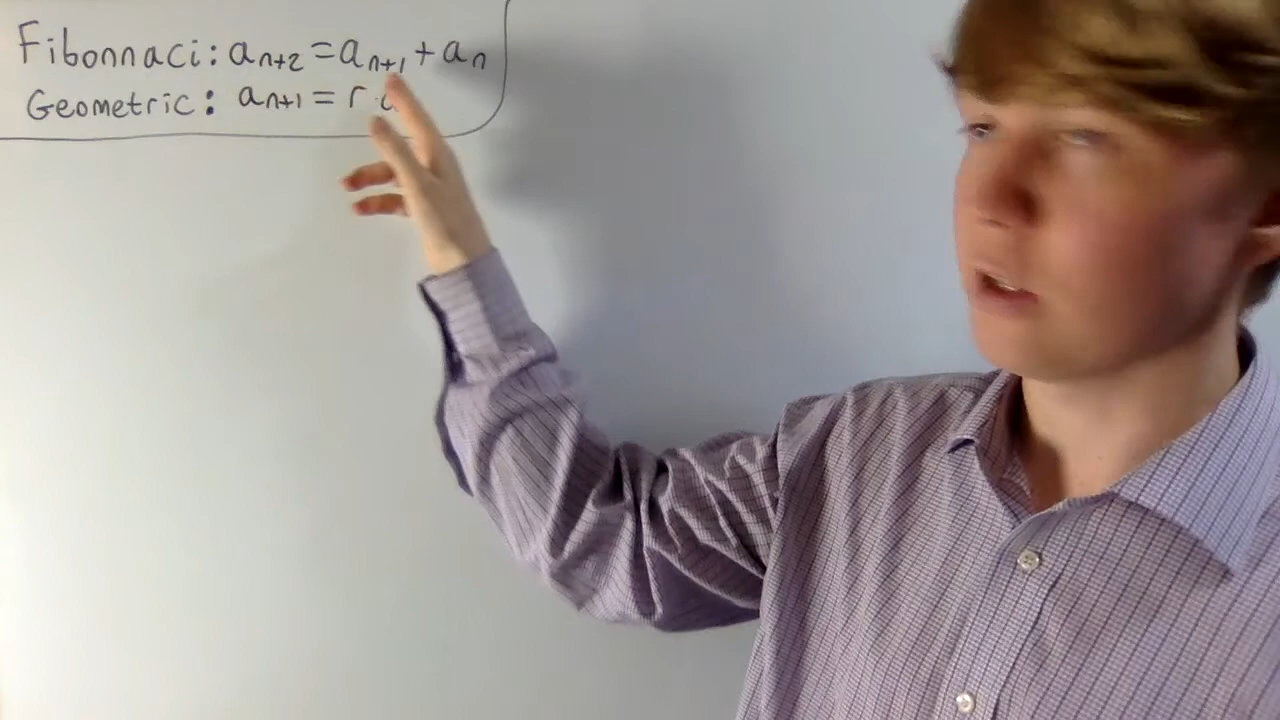 Fibonnaci: aₙ₊₂ = aₙ₊₁ + aₙ
Geometric: aₙ₊₁ = r ·